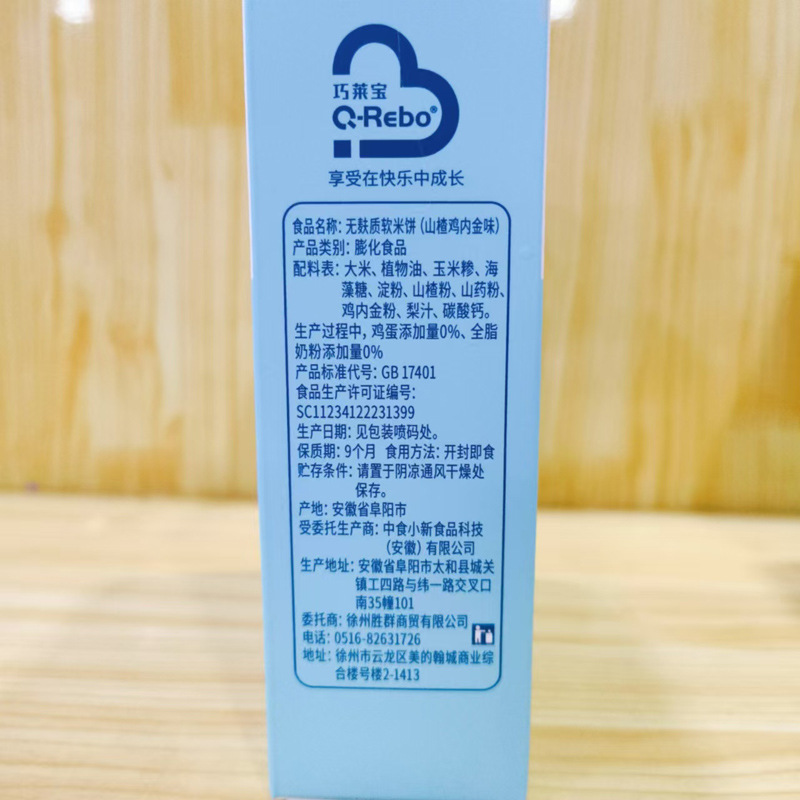 巧莱宝
Q-Rebo®
享受在快乐中成长
食品名称: 无麸质软米饼 (山楂鸡内金味)
产品类别: 膨化食品
配料表: 大米、植物油、玉米糁、海
藻糖、淀粉、山楂粉、山药粉、
鸡内金粉、梨汁、碳酸钙。
生产过程中, 鸡蛋添加量0%、全脂
奶粉添加量0%
产品标准代号: GB 17401
食品生产许可证编号:
SC11234122231399
生产日期: 见包装喷码处。
保质期: 9个月 食用方法: 开封即食
贮存条件: 请置于阴凉通风干燥处
保存。
产地: 安徽省阜阳市
受委托生产商: 中食小新食品科技
(安徽) 有限公司
生产地址: 安徽省阜阳市太和县城关
镇工四路与纬一路交叉口
南35幢101
委托商: 徐州胜群商贸有限公司
电话: 0516-82631726
地址: 徐州市云龙区美的翰城商业综
合楼号楼2-1413